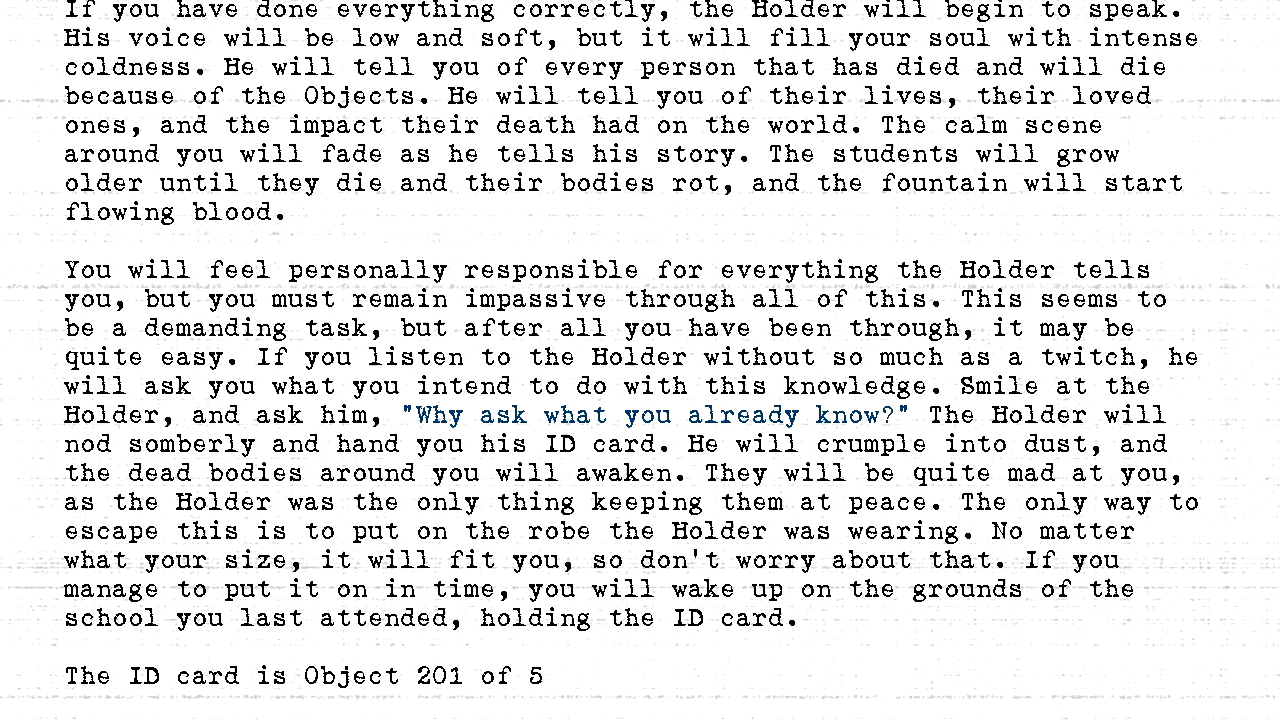 If you have done everything correctly, the Holder will begin to speak.
His voice will be low and soft, but it will fill your soul with intense
coldness. He will tell you of every person that has died and will die
because of the Objects. He will tell you of their lives, their loved
ones, and the impact their death had on the world. The calm scene
around you will fade as he tells his story. The students will grow
older until they die and their bodies rot, and the fountain will start
flowing blood.
You will feel personally responsible for everything the Holder tells
you, but you must remain impassive through all of this. This seems to
be a demanding task, but after all you have been through, it may be
quite easy. If you listen to the Holder without so much as a twitch, he
will ask you what you intend to do with this knowledge. Smile at the
Holder, and ask him, "Why ask what you already know?" The Holder will
nod somberly and hand you his ID card. He will crumple into dust, and
the dead bodies around you will awaken. They will be quite mad at you,
as the Holder was the only thing keeping them at peace. The only way to
escape this is to put on the robe the Holder was wearing. No matter
what your size, it will fit you, so don't worry about that. If you
manage to put it on in time, you will wake up on the grounds of the
school you last attended, holding the ID card.
The ID card is Object 201 of 5